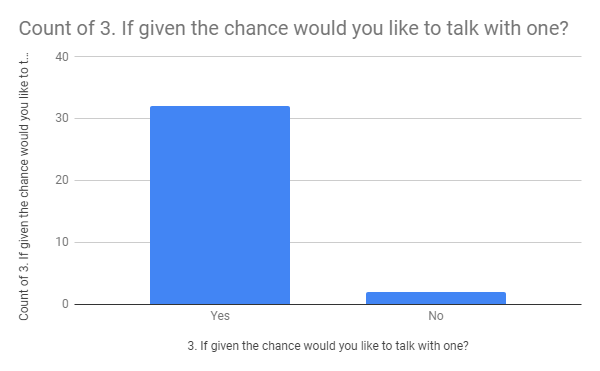 Count of 3. If given the chance would you like to talk with one?
Count of 3. If given the chance would you like to t...
40
30
20
10
0
Yes
No
3. If given the chance would you like to talk with one?